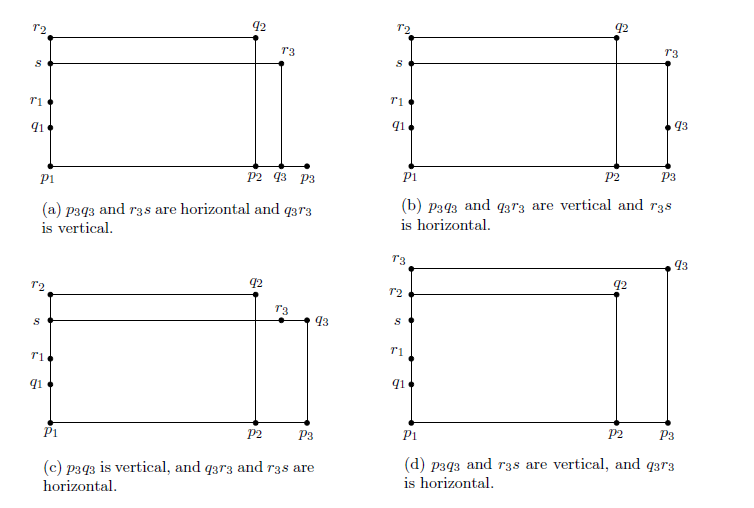 r2 q2
r3
s
r1
q1
p1 p2 q3 p3
(a) p3q3 and r3s are horizontal and q3r3
is vertical.
r2 q2
r3
s
r1
q1 q3
p1 p2 p3
(b) p3q3 and q3r3 are vertical and r3s
is horizontal.
r2 q2
r3
s q3
r1
q1
p1 p2 p3
(c) p3q3 is vertical, and q3r3 and r3s are
horizontal.
r3 q3
r2 q2
s
r1
q1
p1 p2 p3
(d) p3q3 and r3s are vertical, and q3r3
is horizontal.